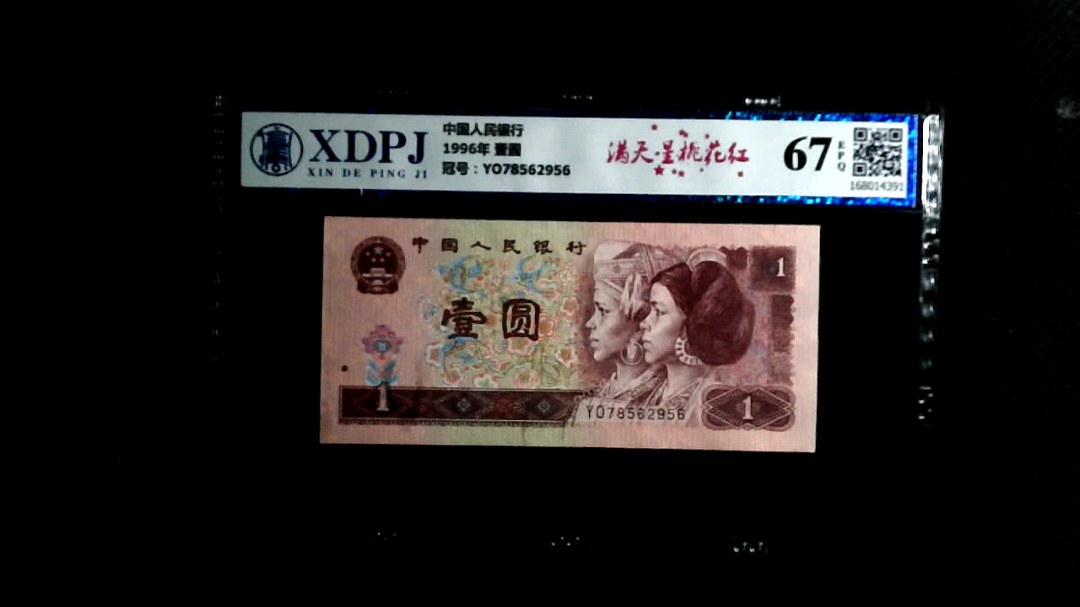 XDPJ
XIN DE PING JI
中国人民银行
1996年 壹圆
冠号：YO78562956
满天·星桃花红
67
EPQ
168014391
中国人民银行
1
壹圆
1
YO78562956
1